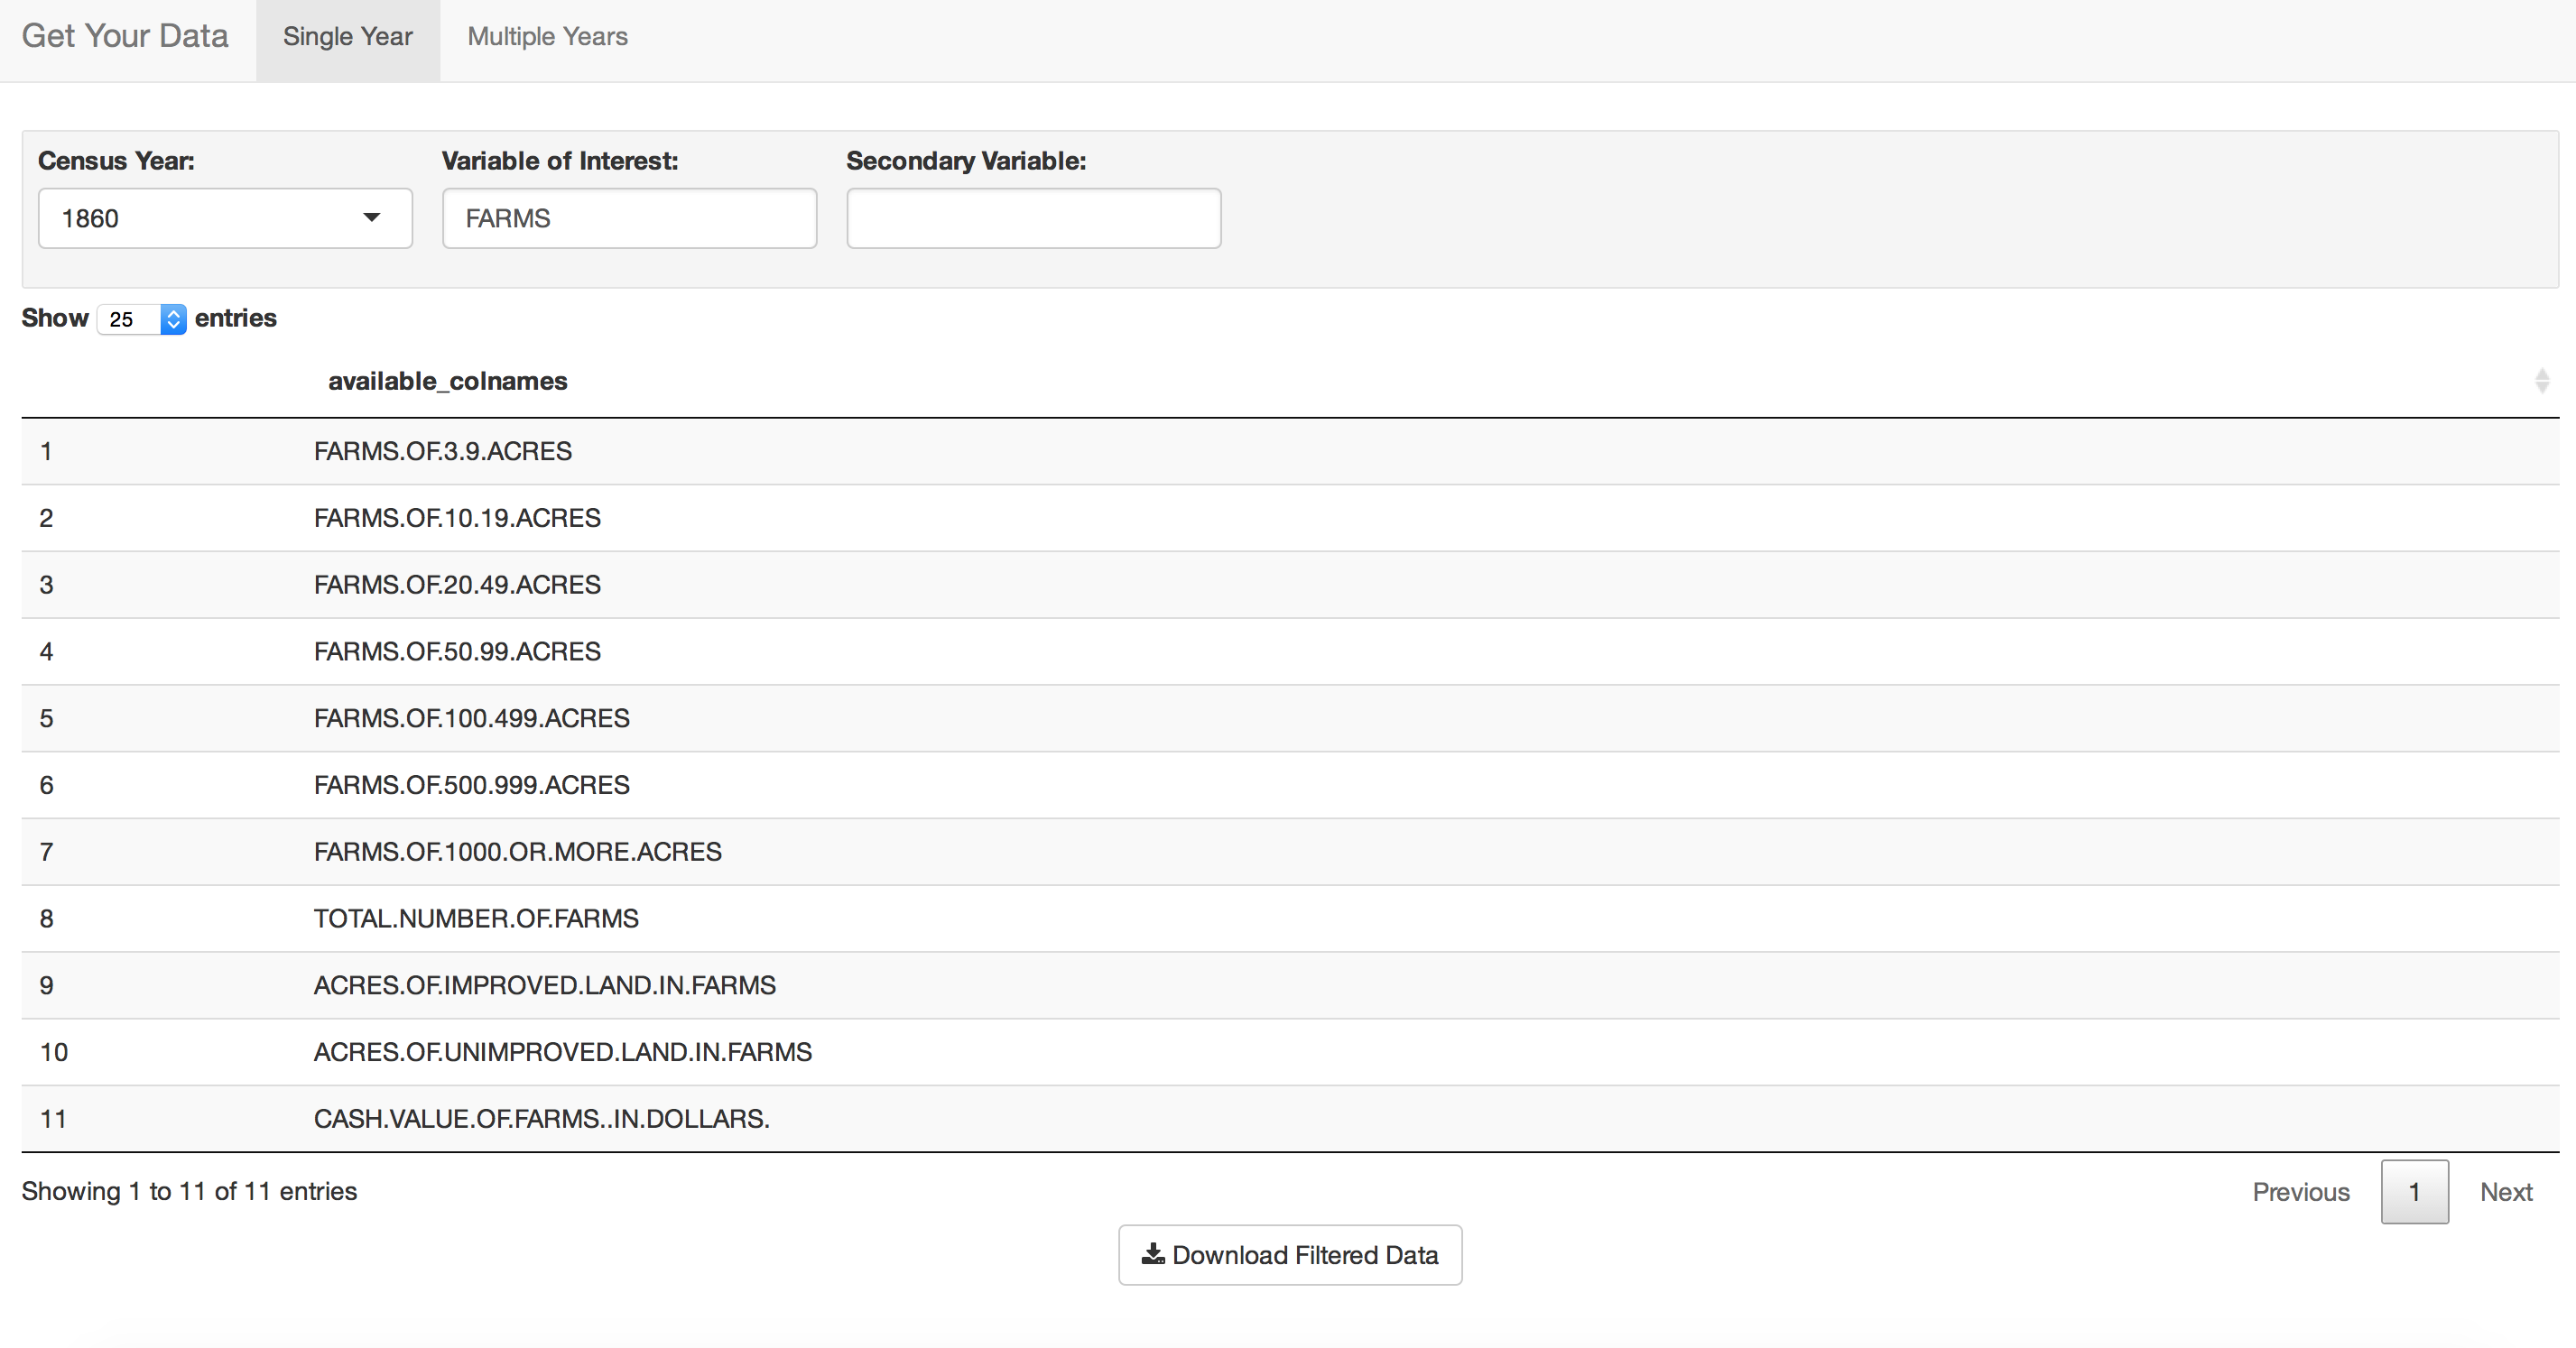 Get Your Data Single Year Multiple Years
Census Year: Variable of Interest: Secondary Variable:
1860 FARMS
Show 25 entries
available_colnames
1 FARMS.OF.3.9.ACRES
2 FARMS.OF.10.19.ACRES
3 FARMS.OF.20.49.ACRES
4 FARMS.OF.50.99.ACRES
5 FARMS.OF.100.499.ACRES
6 FARMS.OF.500.999.ACRES
7 FARMS.OF.1000.OR.MORE.ACRES
8 TOTAL.NUMBER.OF.FARMS
9 ACRES.OF.IMPROVED.LAND.IN.FARMS
10 ACRES.OF.UNIMPROVED.LAND.IN.FARMS
11 CASH.VALUE.OF.FARMS..IN.DOLLARS.
Showing 1 to 11 of 11 entries Previous 1 Next
Download Filtered Data